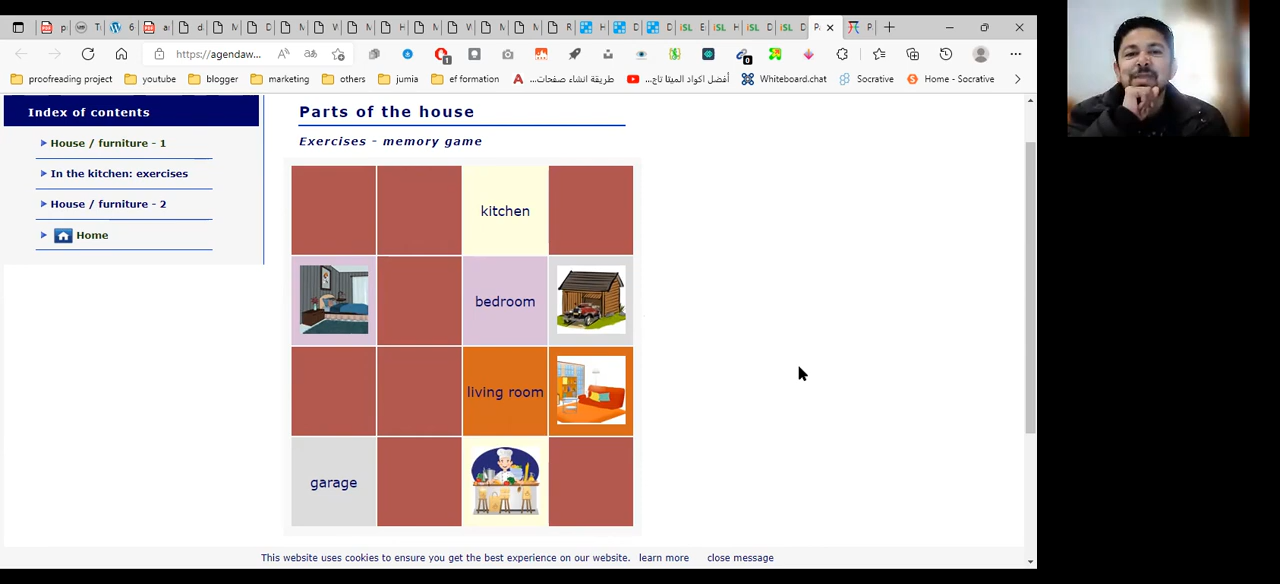 https://agendaw...
proofreading project
youtube
blogger
marketing
others
jumia
ef formation
طريقة انشاء صفحات...
أفضل اكواد الميتا تاج...
Whiteboard.chat
Socrative
Home - Socrative
Index of contents
House / furniture - 1
In the kitchen: exercises
House / furniture - 2
Home
Parts of the house
Exercises - memory game
kitchen
bedroom
living room
garage
This website uses cookies to ensure you get the best experience on our website. learn more close message